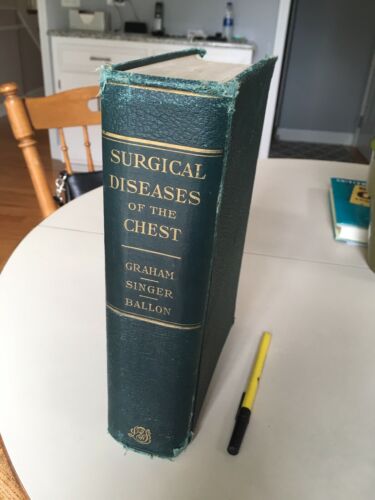 SURGICAL
DISEASES
OF THE
CHEST
GRAHAM
SINGER
BALLON